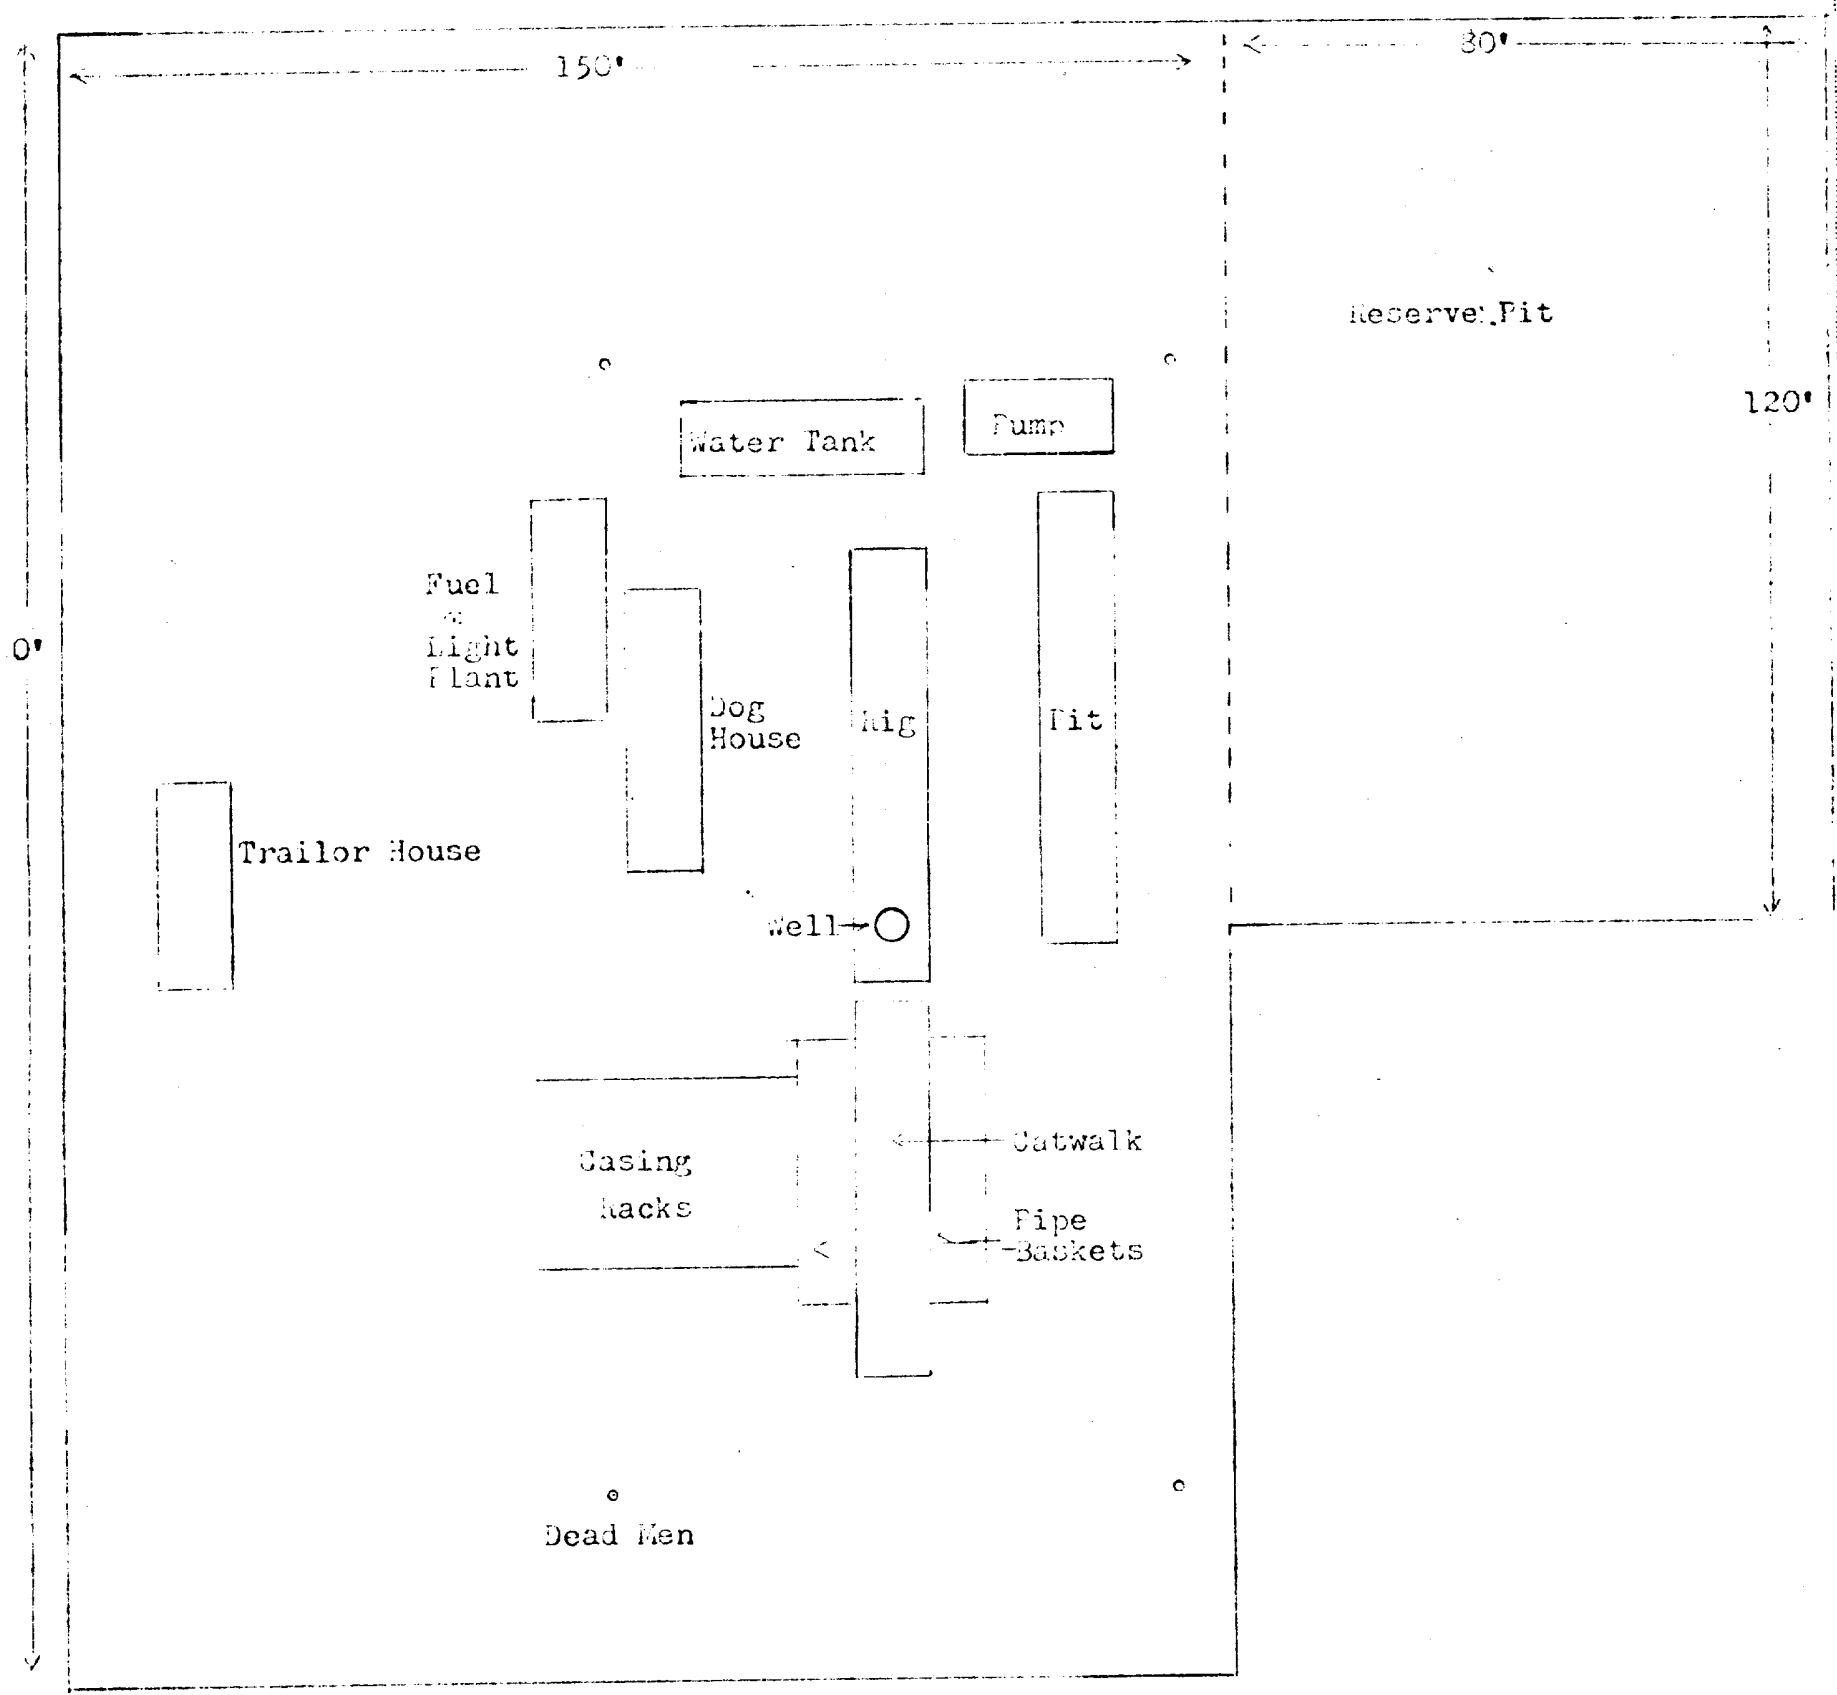 150'
80'
Reserve Pit
120'
Water Tank
Pump
Fuel
&
Light
Plant
0'
Dog
House
Rig
Pit
Trailor House
Well
Casing
Racks
Catwalk
Pipe
Baskets
Dead Men